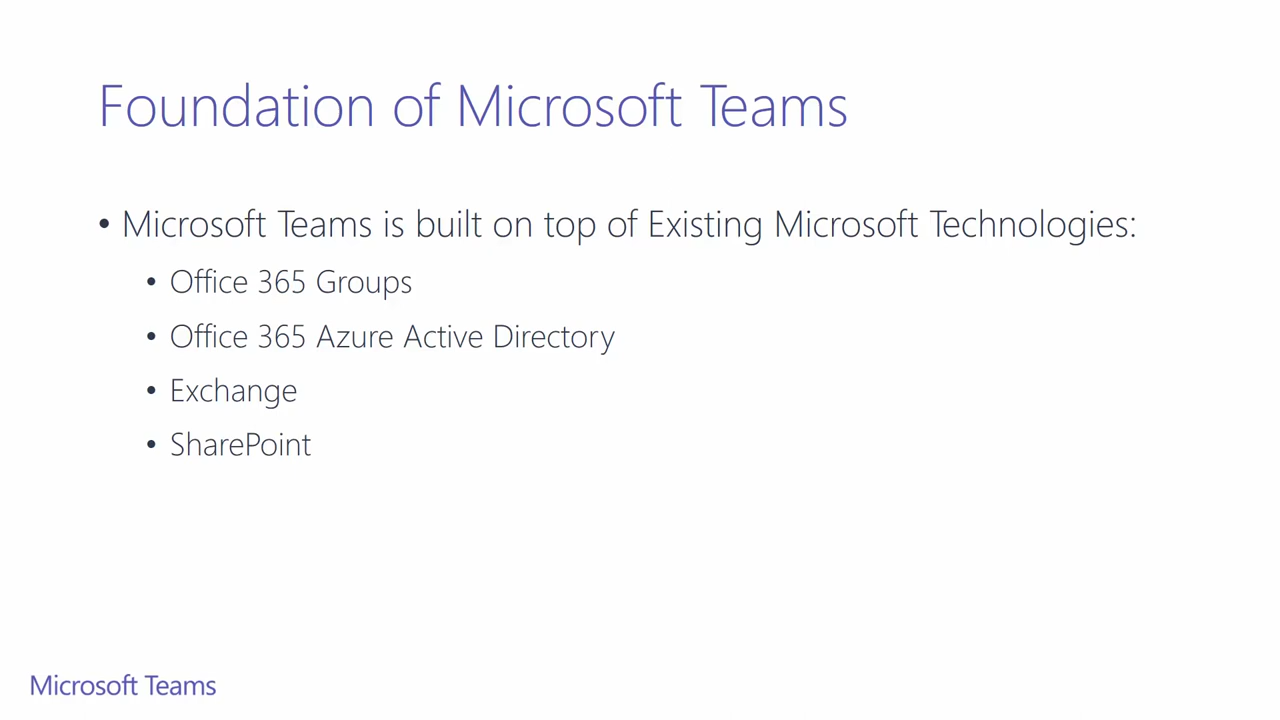 Foundation of Microsoft Teams
• Microsoft Teams is built on top of Existing Microsoft Technologies:
• Office 365 Groups
• Office 365 Azure Active Directory
• Exchange
• SharePoint
Microsoft Teams